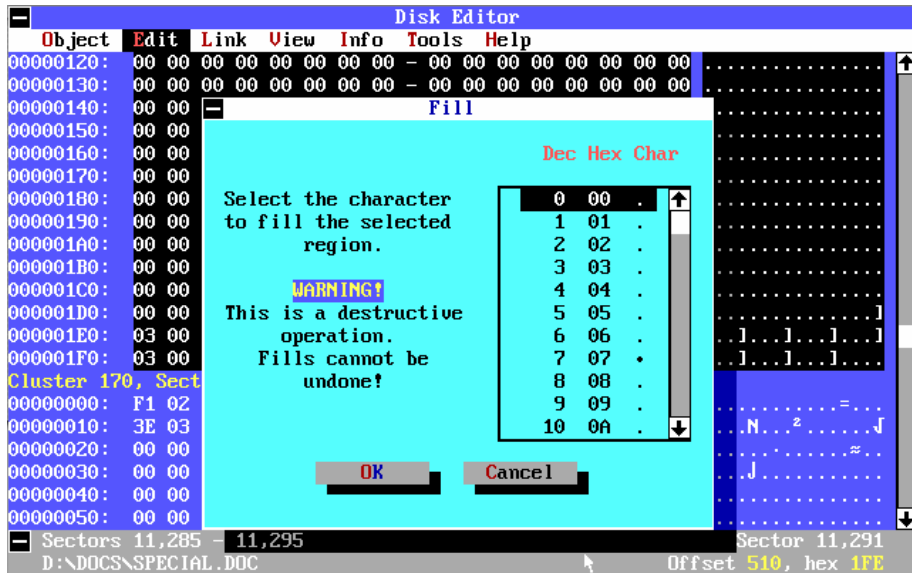 Disk Editor
Object Edit Link View Info Tools Help
00000120: 00 00 00 00 00 00 00 00 - 00 00 00 00 00 00 00 00 ................
00000130: 00 00 00 00 00 00 00 00 - 00 00 00 00 00 00 00 00 ................
00000140: 00 00
00000150: 00 00
00000160: 00 00
00000170: 00 00
00000180: 00 00
00000190: 00 00
000001A0: 00 00
000001B0: 00 00
000001C0: 00 00
000001D0: 00 00 ..............]
000001E0: 03 00 ..]...]...]...]
000001F0: 03 00 ..]...]...]...
Cluster 170, Sect
00000000: F1 02 ...........=...
00000010: 3E 03 ..N...²......√
00000020: 00 00 ............≈..
00000030: 00 00 ..⌡............
00000040: 00 00
00000050: 00 00
Fill
Dec Hex Char
Select the character
to fill the selected
region.
WARNING!
This is a destructive
operation.
Fills cannot be
undone!
0 00 .
1 01 .
2 02 .
3 03 .
4 04 .
5 05 .
6 06 .
7 07 •
8 08 .
9 09 .
10 0A .
OK Cancel
Sectors 11,285 - 11,295 Sector 11,291
D:\DOCS\SPECIAL.DOC Offset 510, hex 1FE